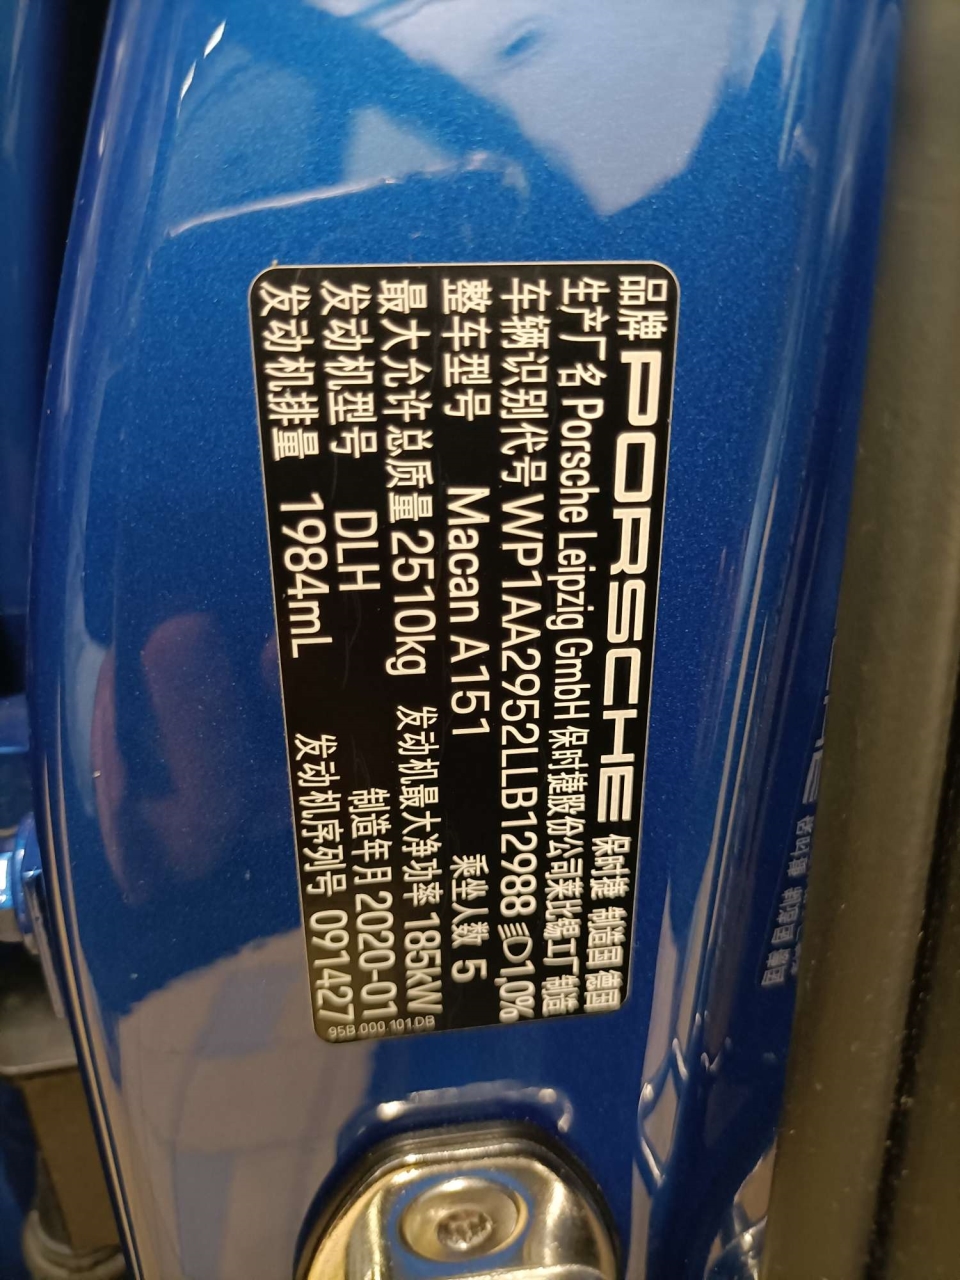 品牌 PORSCHE 保时捷 制造国 德国
生产厂名 Porsche Leipzig GmbH 保时捷股份公司莱比锡工厂 制造
车辆识别代号 WP1AA2952LLB12988 1,0%
整车型号 Macan A151 乘坐人数 5
最大允许总质量 2510kg 发动机最大净功率 185kW
发动机型号 DLH 制造年月 2020-01
发动机排量 1984mL 发动机序列号 091427
95B.000.101.DB